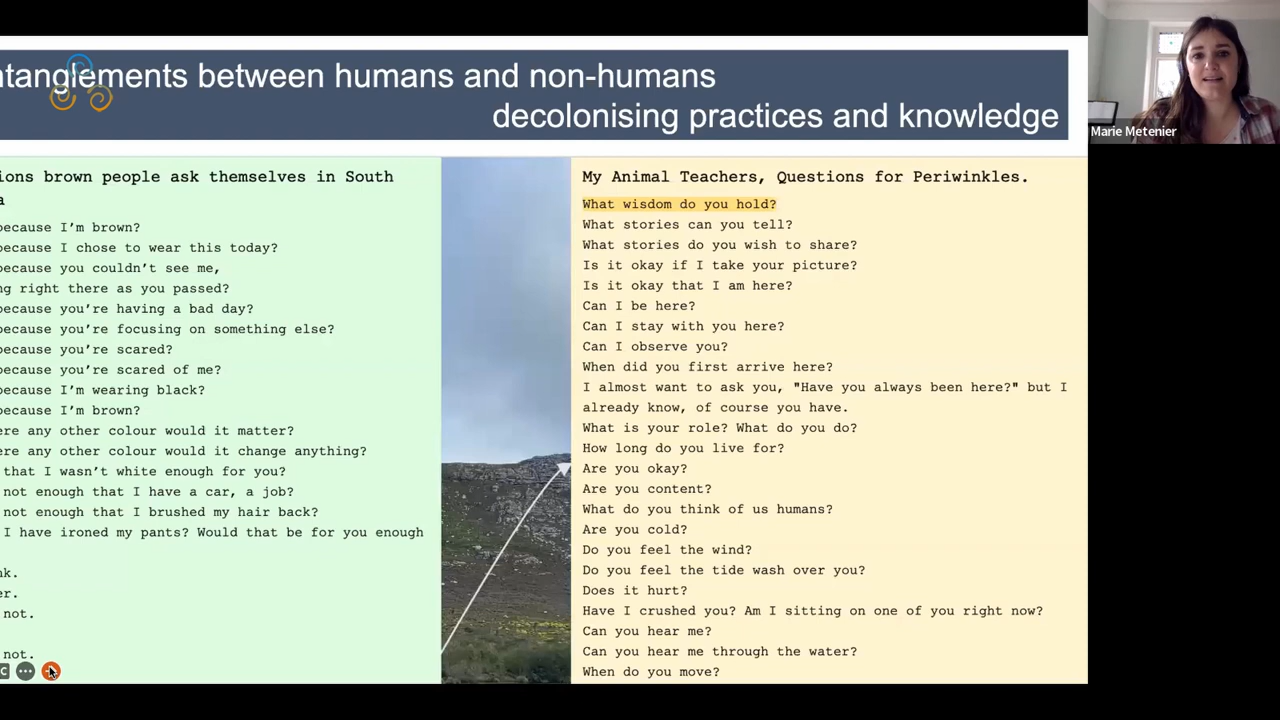 ntanglements between humans and non-humans
decolonising practices and knowledge
Marie Metenier
ions brown people ask themselves in South
a
because I'm brown?
because I chose to wear this today?
because you couldn't see me,
ng right there as you passed?
because you're having a bad day?
because you're focusing on something else?
because you're scared?
because you're scared of me?
because I'm wearing black?
because I'm brown?
ere any other colour would it matter?
ere any other colour would it change anything?
that I wasn't white enough for you?
not enough that I have a car, a job?
not enough that I brushed my hair back?
I have ironed my pants? Would that be for you enough
nk.
er.
not.
not.
My Animal Teachers, Questions for Periwinkles.
What wisdom do you hold?
What stories can you tell?
What stories do you wish to share?
Is it okay if I take your picture?
Is it okay that I am here?
Can I be here?
Can I stay with you here?
Can I observe you?
When did you first arrive here?
I almost want to ask you, "Have you always been here?" but I
already know, of course you have.
What is your role? What do you do?
How long do you live for?
Are you okay?
Are you content?
What do you think of us humans?
Are you cold?
Do you feel the wind?
Do you feel the tide wash over you?
Does it hurt?
Have I crushed you? Am I sitting on one of you right now?
Can you hear me?
Can you hear me through the water?
When do you move?